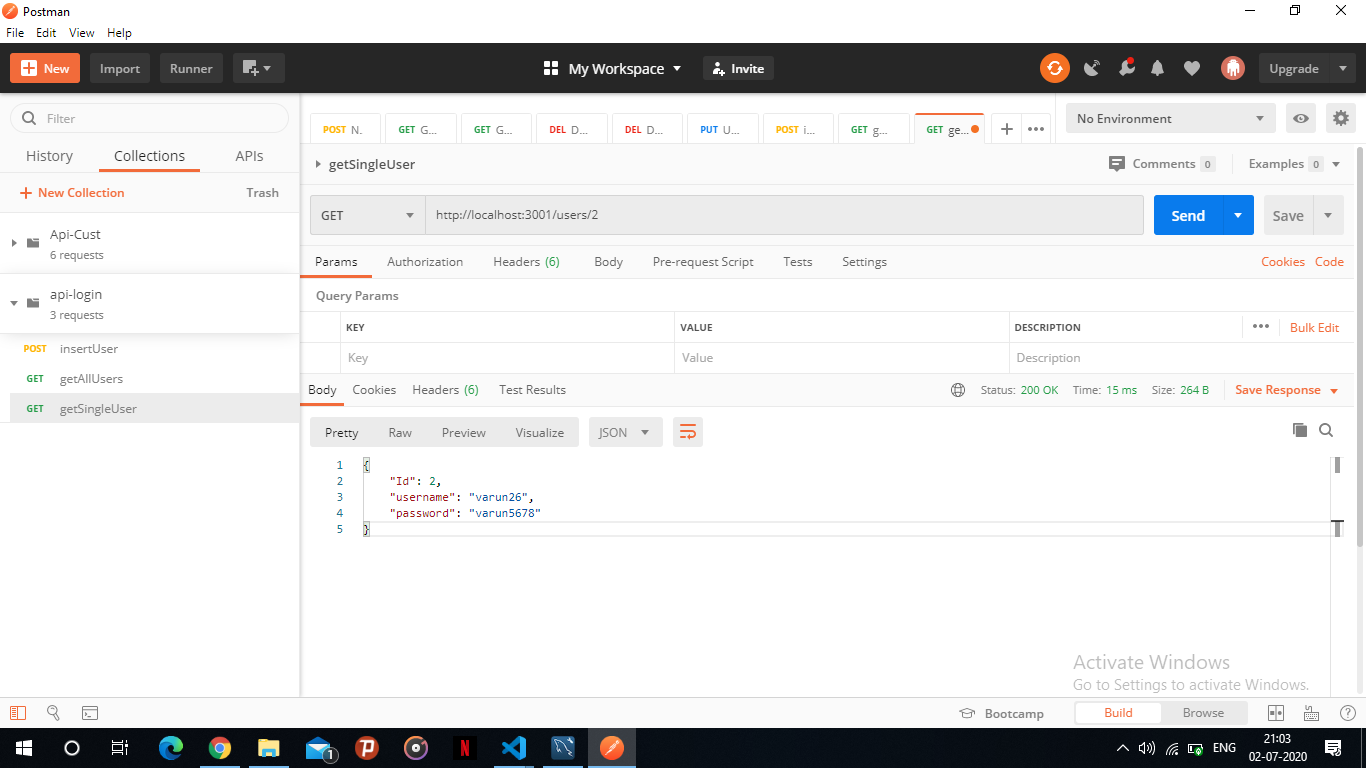 Postman
File Edit View Help
New Import Runner My Workspace Invite Upgrade
Filter
History Collections APIs
New Collection Trash
Api-Cust
6 requests
api-login
3 requests
POST insertUser
GET getAllUsers
GET getSingleUser
POST N. GET G... GET G... DEL D... DEL D... PUT U... POST i... GET g... GET ge...
No Environment
getSingleUser Comments 0 Examples 0
GET http://localhost:3001/users/2 Send Save
Params Authorization Headers (6) Body Pre-request Script Tests Settings Cookies Code
Query Params
KEY VALUE DESCRIPTION Bulk Edit
Key Value Description
Body Cookies Headers (6) Test Results Status: 200 OK Time: 15 ms Size: 264 B Save Response
Pretty Raw Preview Visualize JSON
1 {
2 "Id": 2,
3 "username": "varun26",
4 "password": "varun5678"
5 }
Activate Windows
Go to Settings to activate Windows.
Bootcamp Build Browse
1
ENG
21:03
02-07-2020